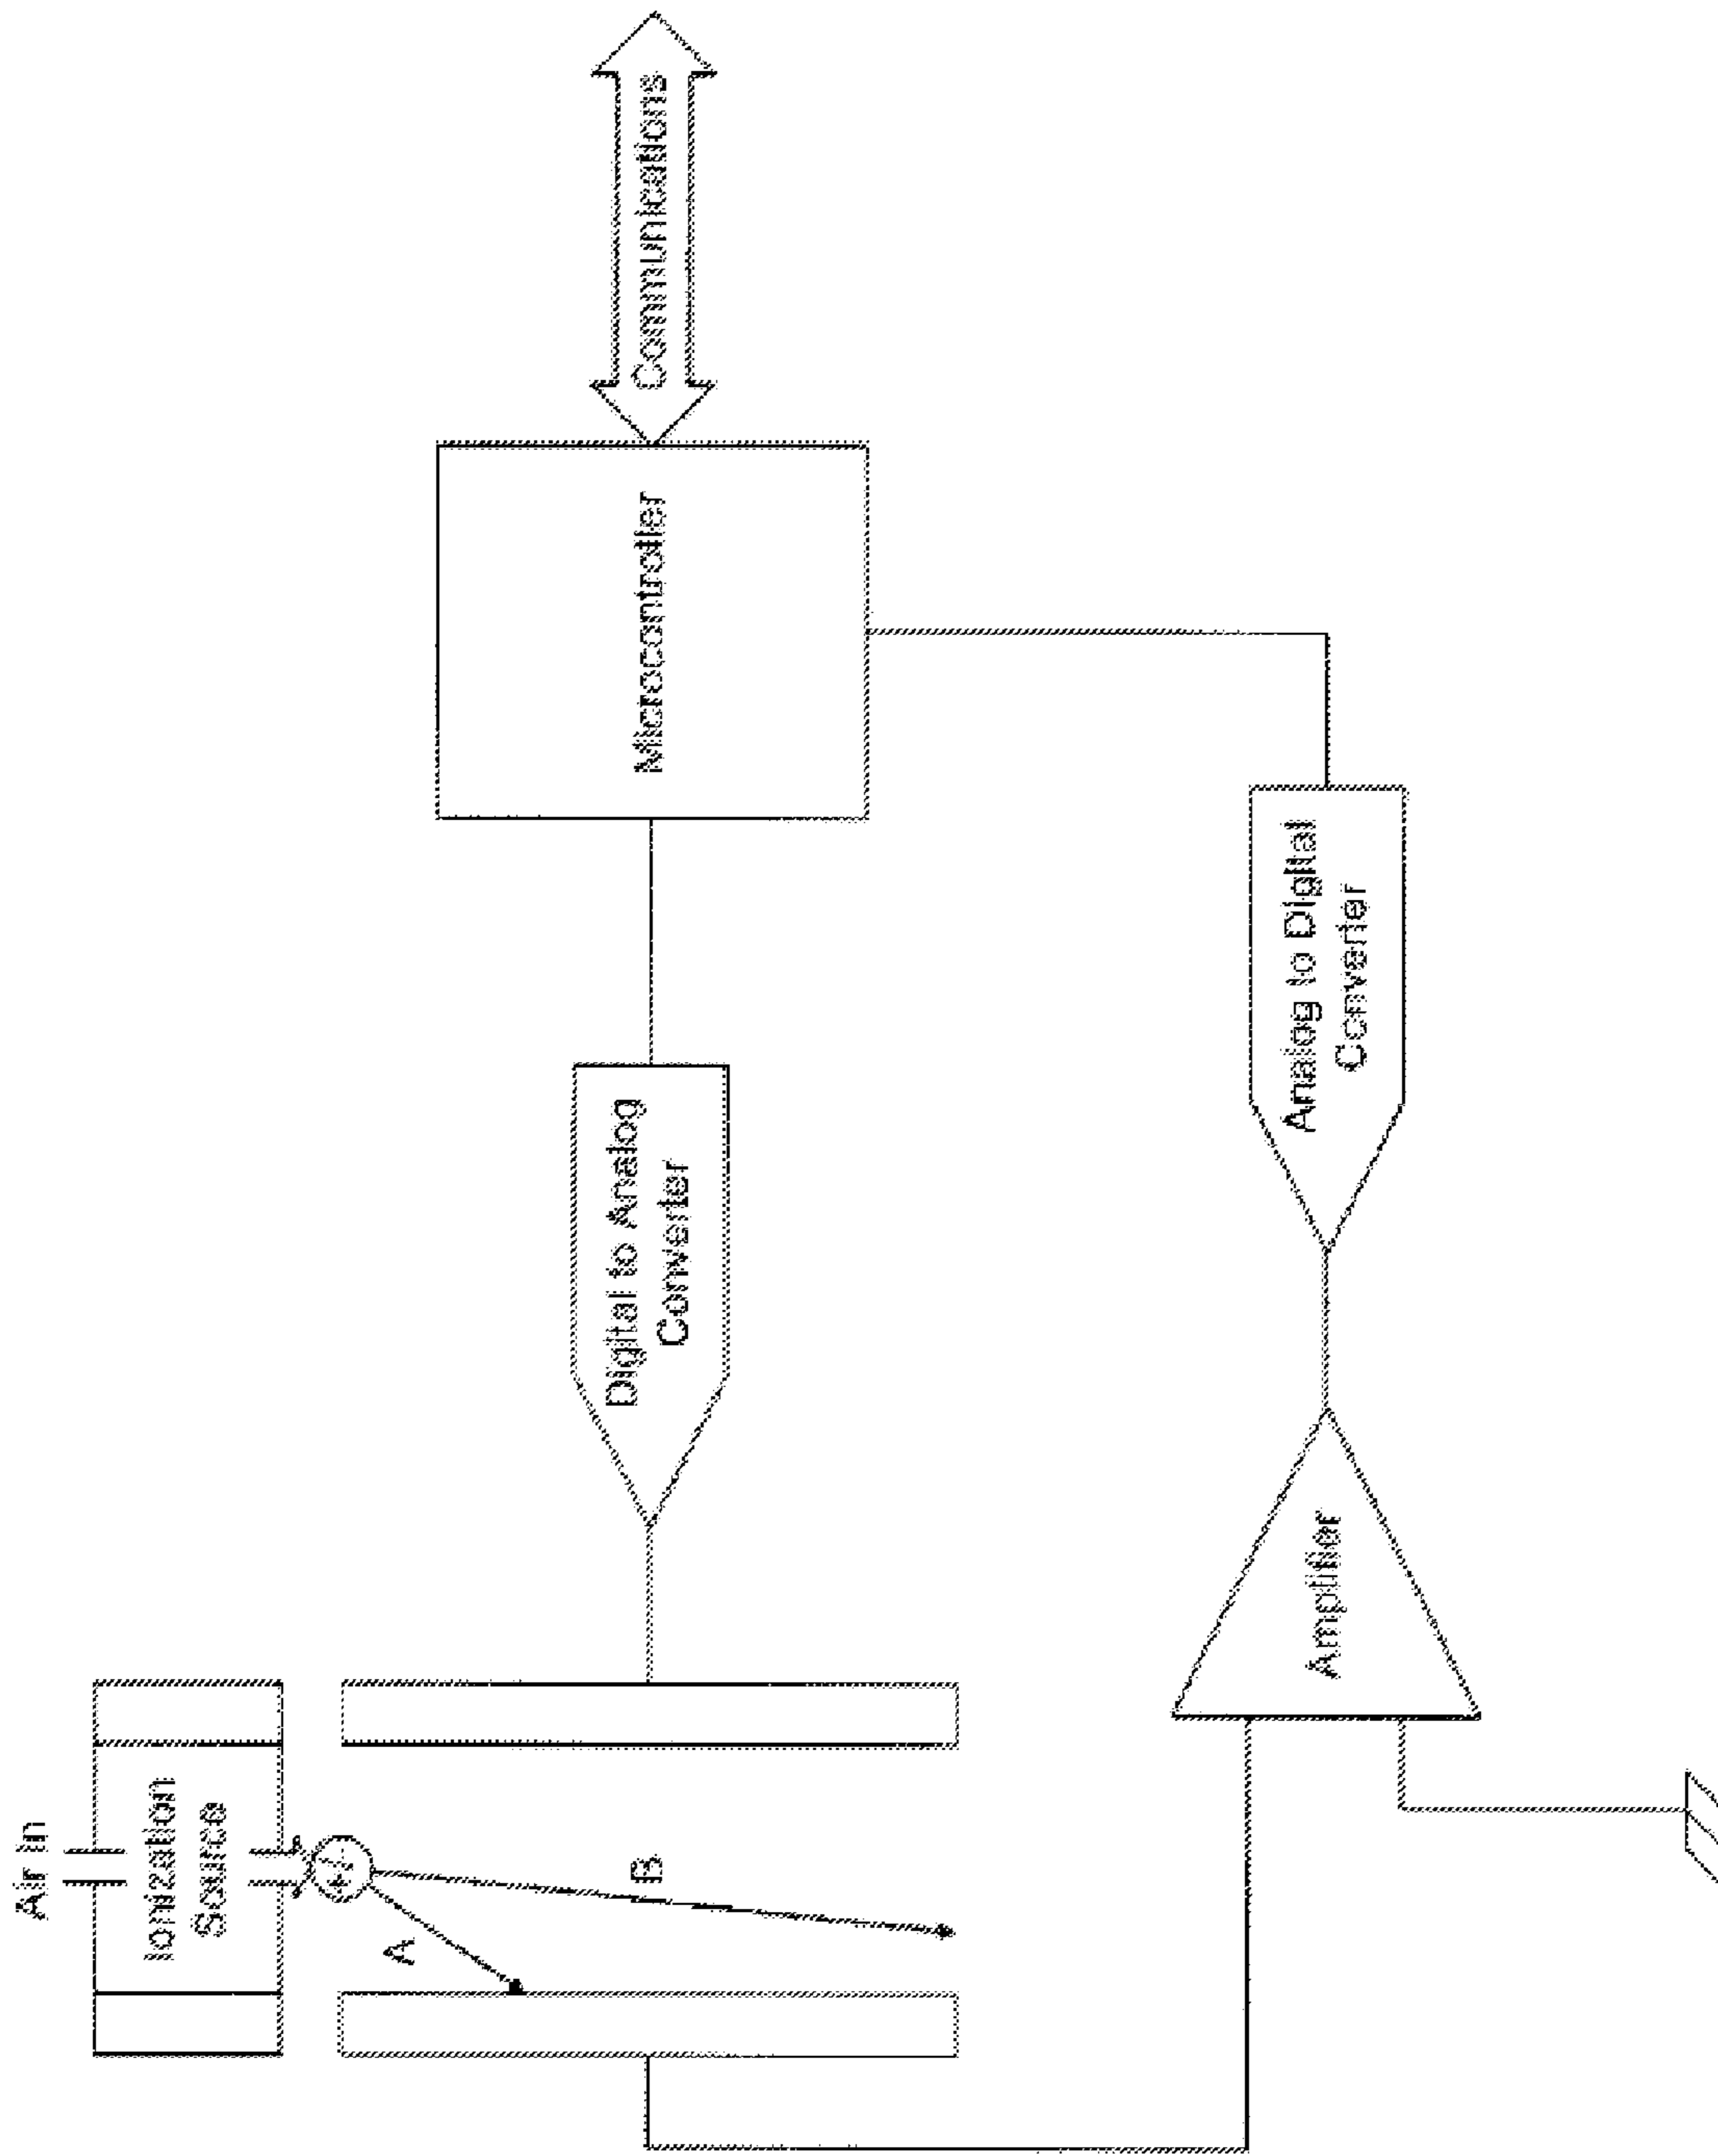 Air In
Ionization
Source
A
B
Digital to Analog
Converter
Microcontroller
Communications
Amplifier
Analog to Digital
Converter